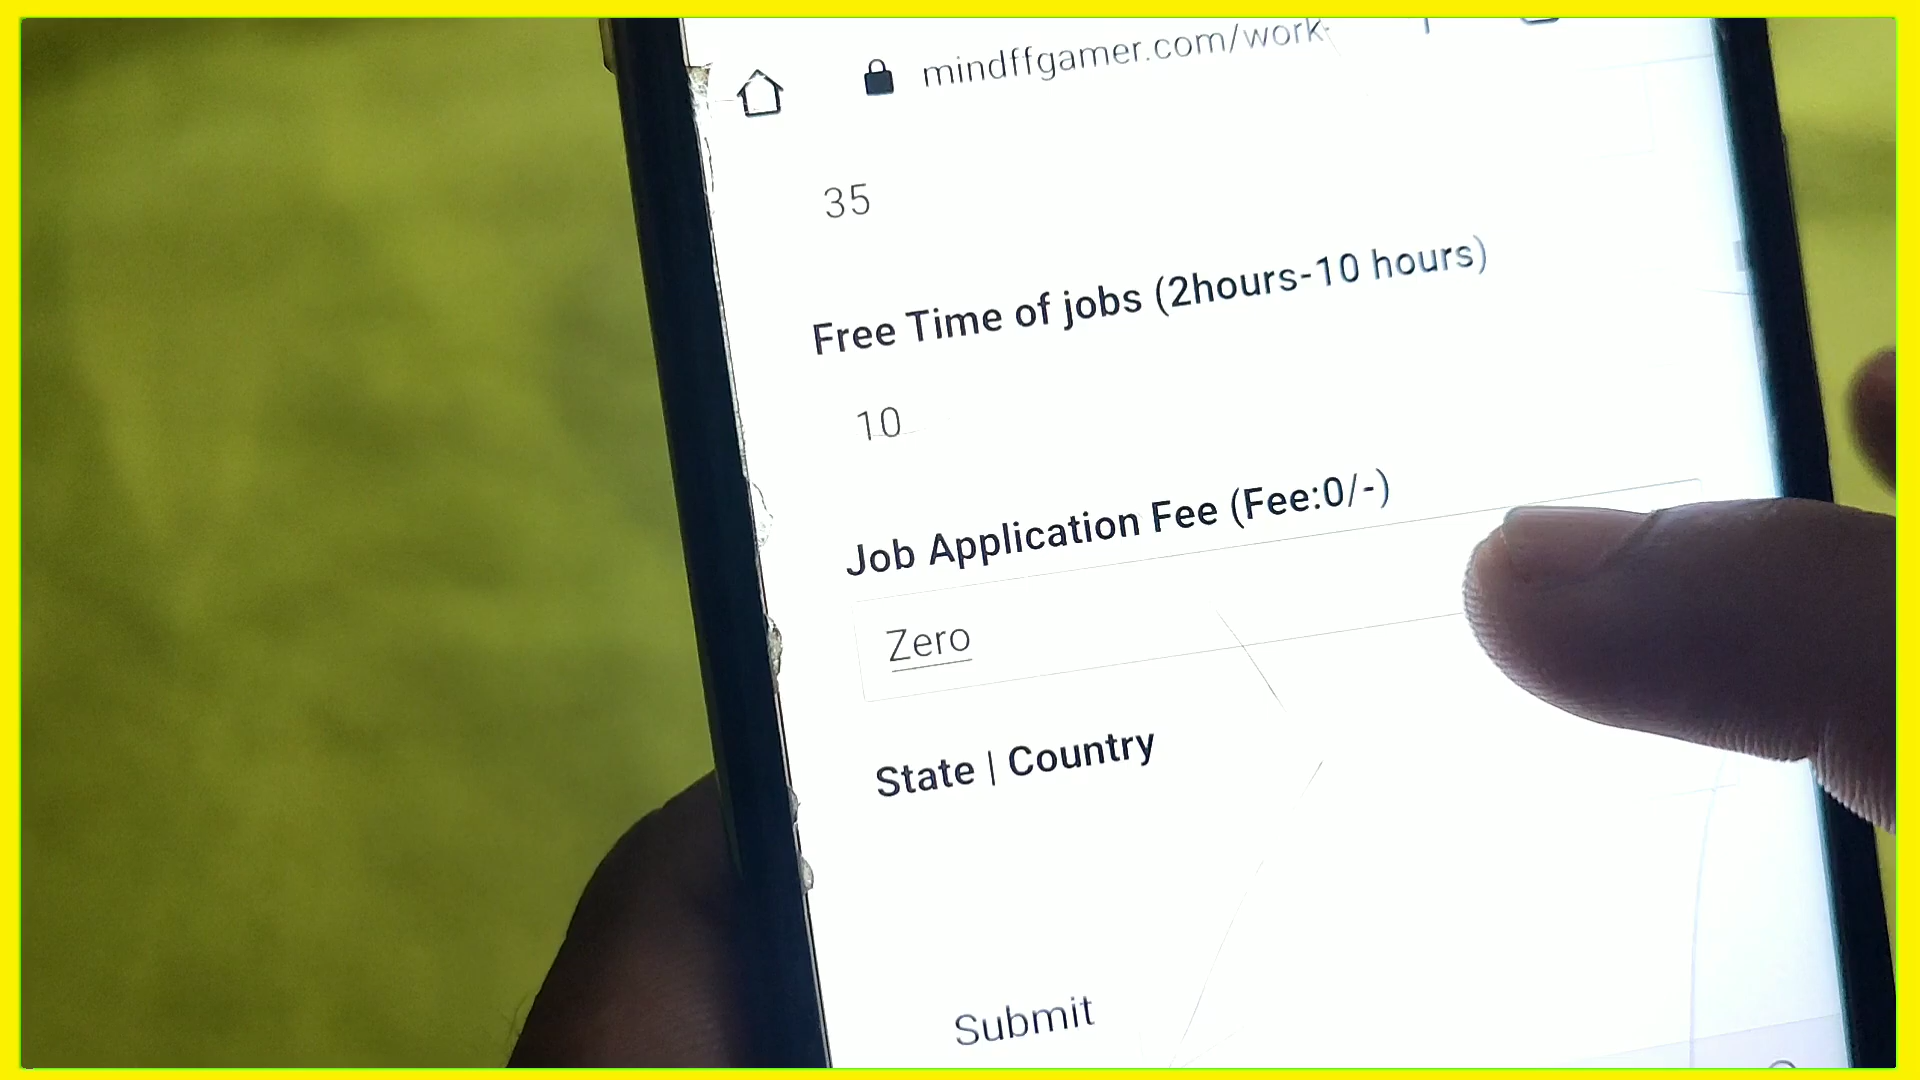 mindffgamer.com/work-
35
Free Time of jobs (2hours-10 hours)
10
Job Application Fee (Fee:0/-)
Zero
State | Country
Submit